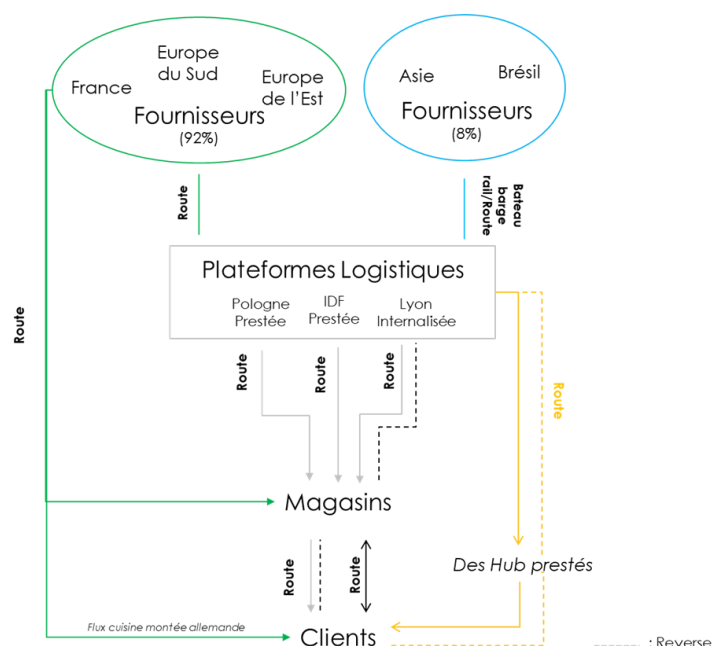 Europe
du Sud
France
Europe
de l'Est
Fournisseurs
(92%)
Asie
Brésil
Fournisseurs
(8%)
Route
Bateau
barge
rail/Route
Plateformes Logistiques
Pologne
Prestée
IDF
Prestée
Lyon
Internalisée
Route
Route
Route
Route
Route
Magasins
Route
Route
Des Hub prestés
Flux cuisine montée allemande
Clients
: Reverse